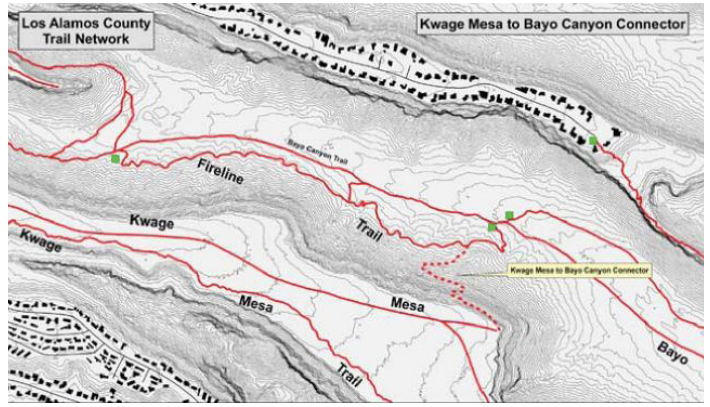 Los Alamos County
Trail Network
Kwage Mesa to Bayo Canyon Connector
Bayo Canyon Trail
Fireline
Trail
Kwage
Kwage
Kwage Mesa to Bayo Canyon Connector
Mesa
Mesa
Bayo
Trail